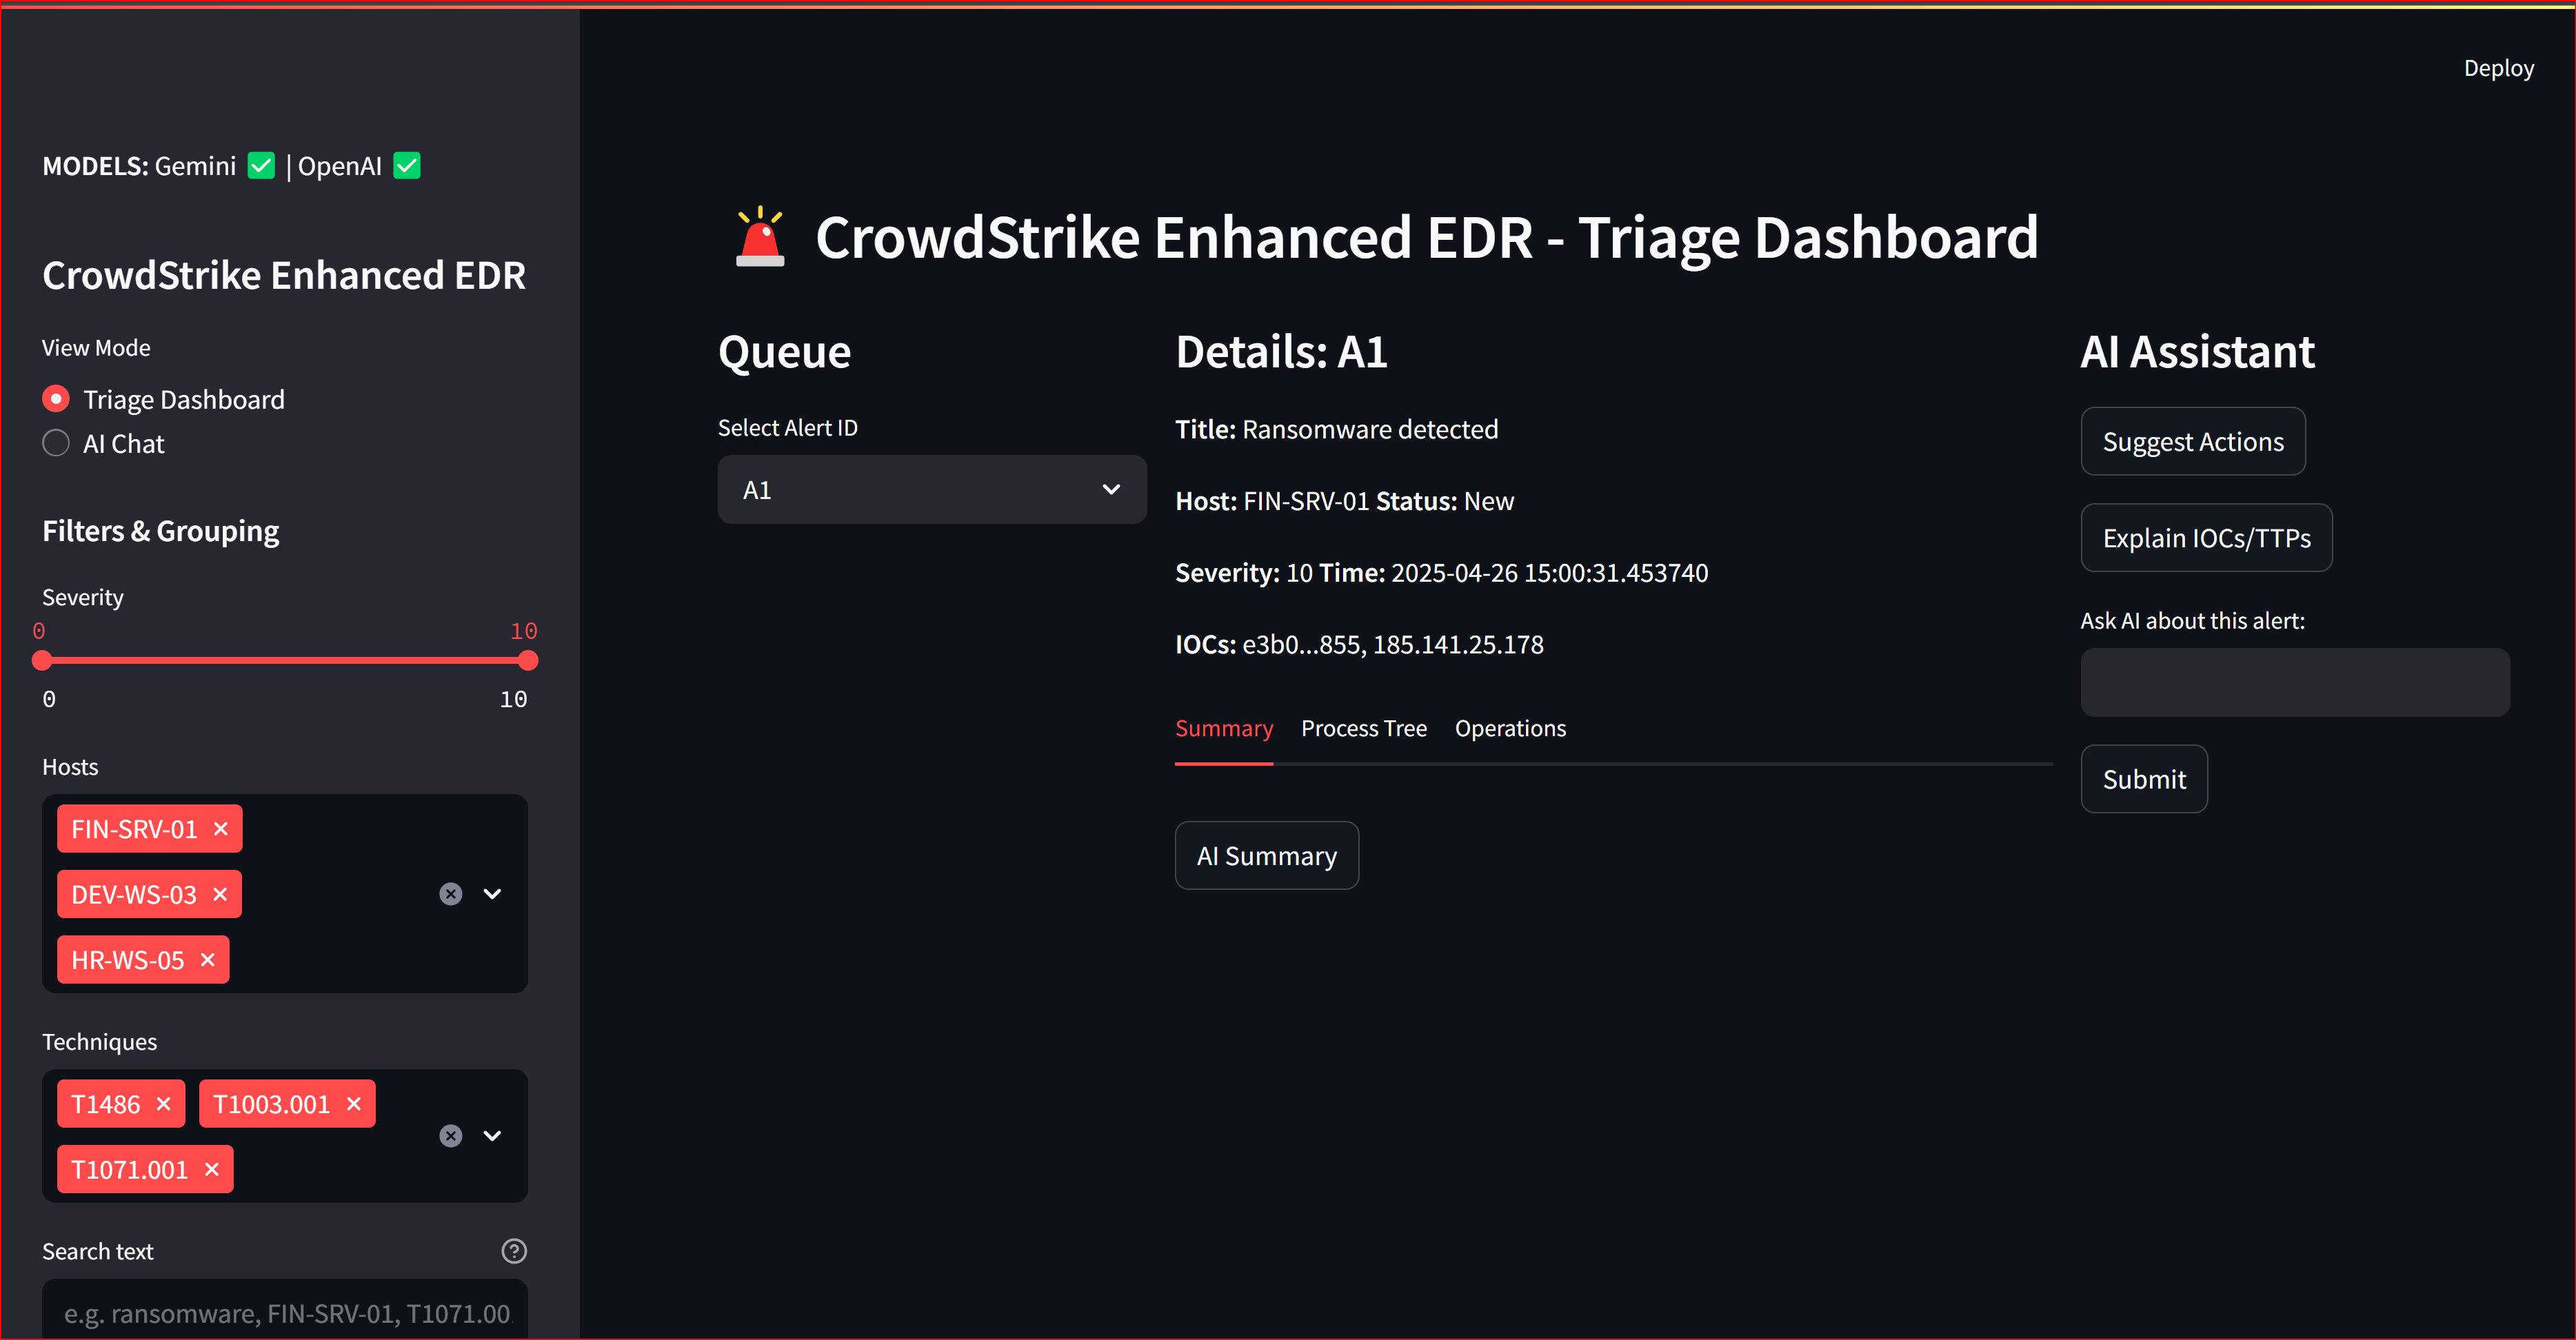 Deploy
MODELS: Gemini ✅ | OpenAI ✅
CrowdStrike Enhanced EDR
View Mode
Triage Dashboard
AI Chat
Filters & Grouping
Severity
0 10
0 10
Hosts
FIN-SRV-01
DEV-WS-03
HR-WS-05
Techniques
T1486 T1003.001
T1071.001
Search text
e.g. ransomware, FIN-SRV-01, T1071.00
🚨 CrowdStrike Enhanced EDR - Triage Dashboard
Queue
Select Alert ID
A1
Details: A1
Title: Ransomware detected
Host: FIN-SRV-01 Status: New
Severity: 10 Time: 2025-04-26 15:00:31.453740
IOCs: e3b0...855, 185.141.25.178
Summary Process Tree Operations
AI Summary
AI Assistant
Suggest Actions
Explain IOCs/TTPs
Ask AI about this alert:
Submit